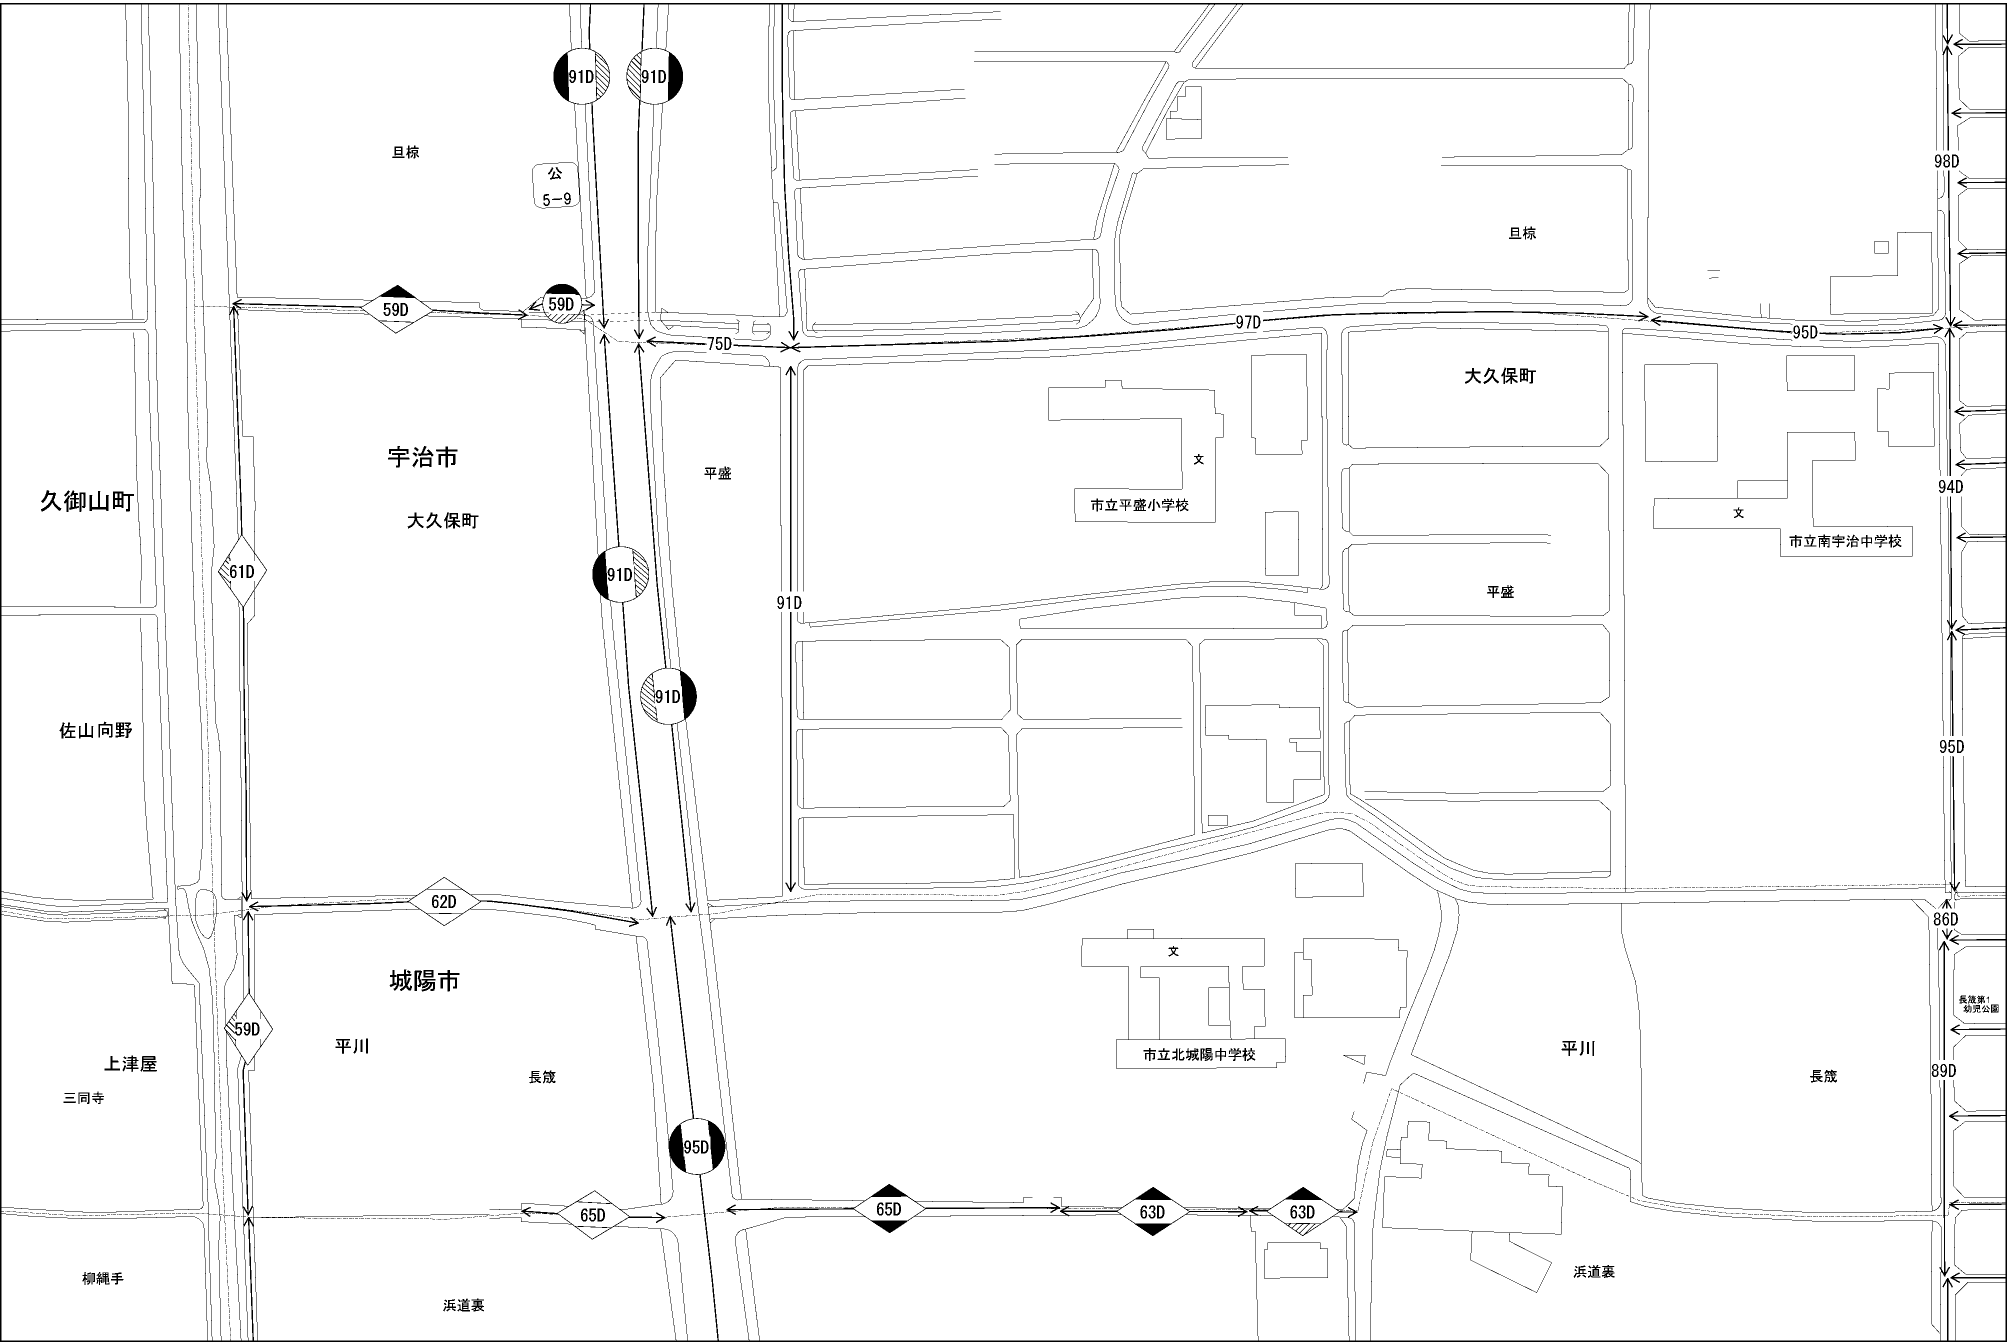 91D
91D
旦椋
98D
公
5-9
旦椋
59D
59D
97D
95D
75D
大久保町
宇治市
文
平盛
94D
久御山町
市立平盛小学校
文
大久保町
市立南宇治中学校
61D
91D
平盛
91D
91D
佐山向野
95D
62D
86D
文
城陽市
長筬第1
幼児公園
59D
平川
市立北城陽中学校
平川
上津屋
89D
長筬
長筬
三同寺
95D
65D
65D
63D
63D
柳縄手
浜道裏
浜道裏